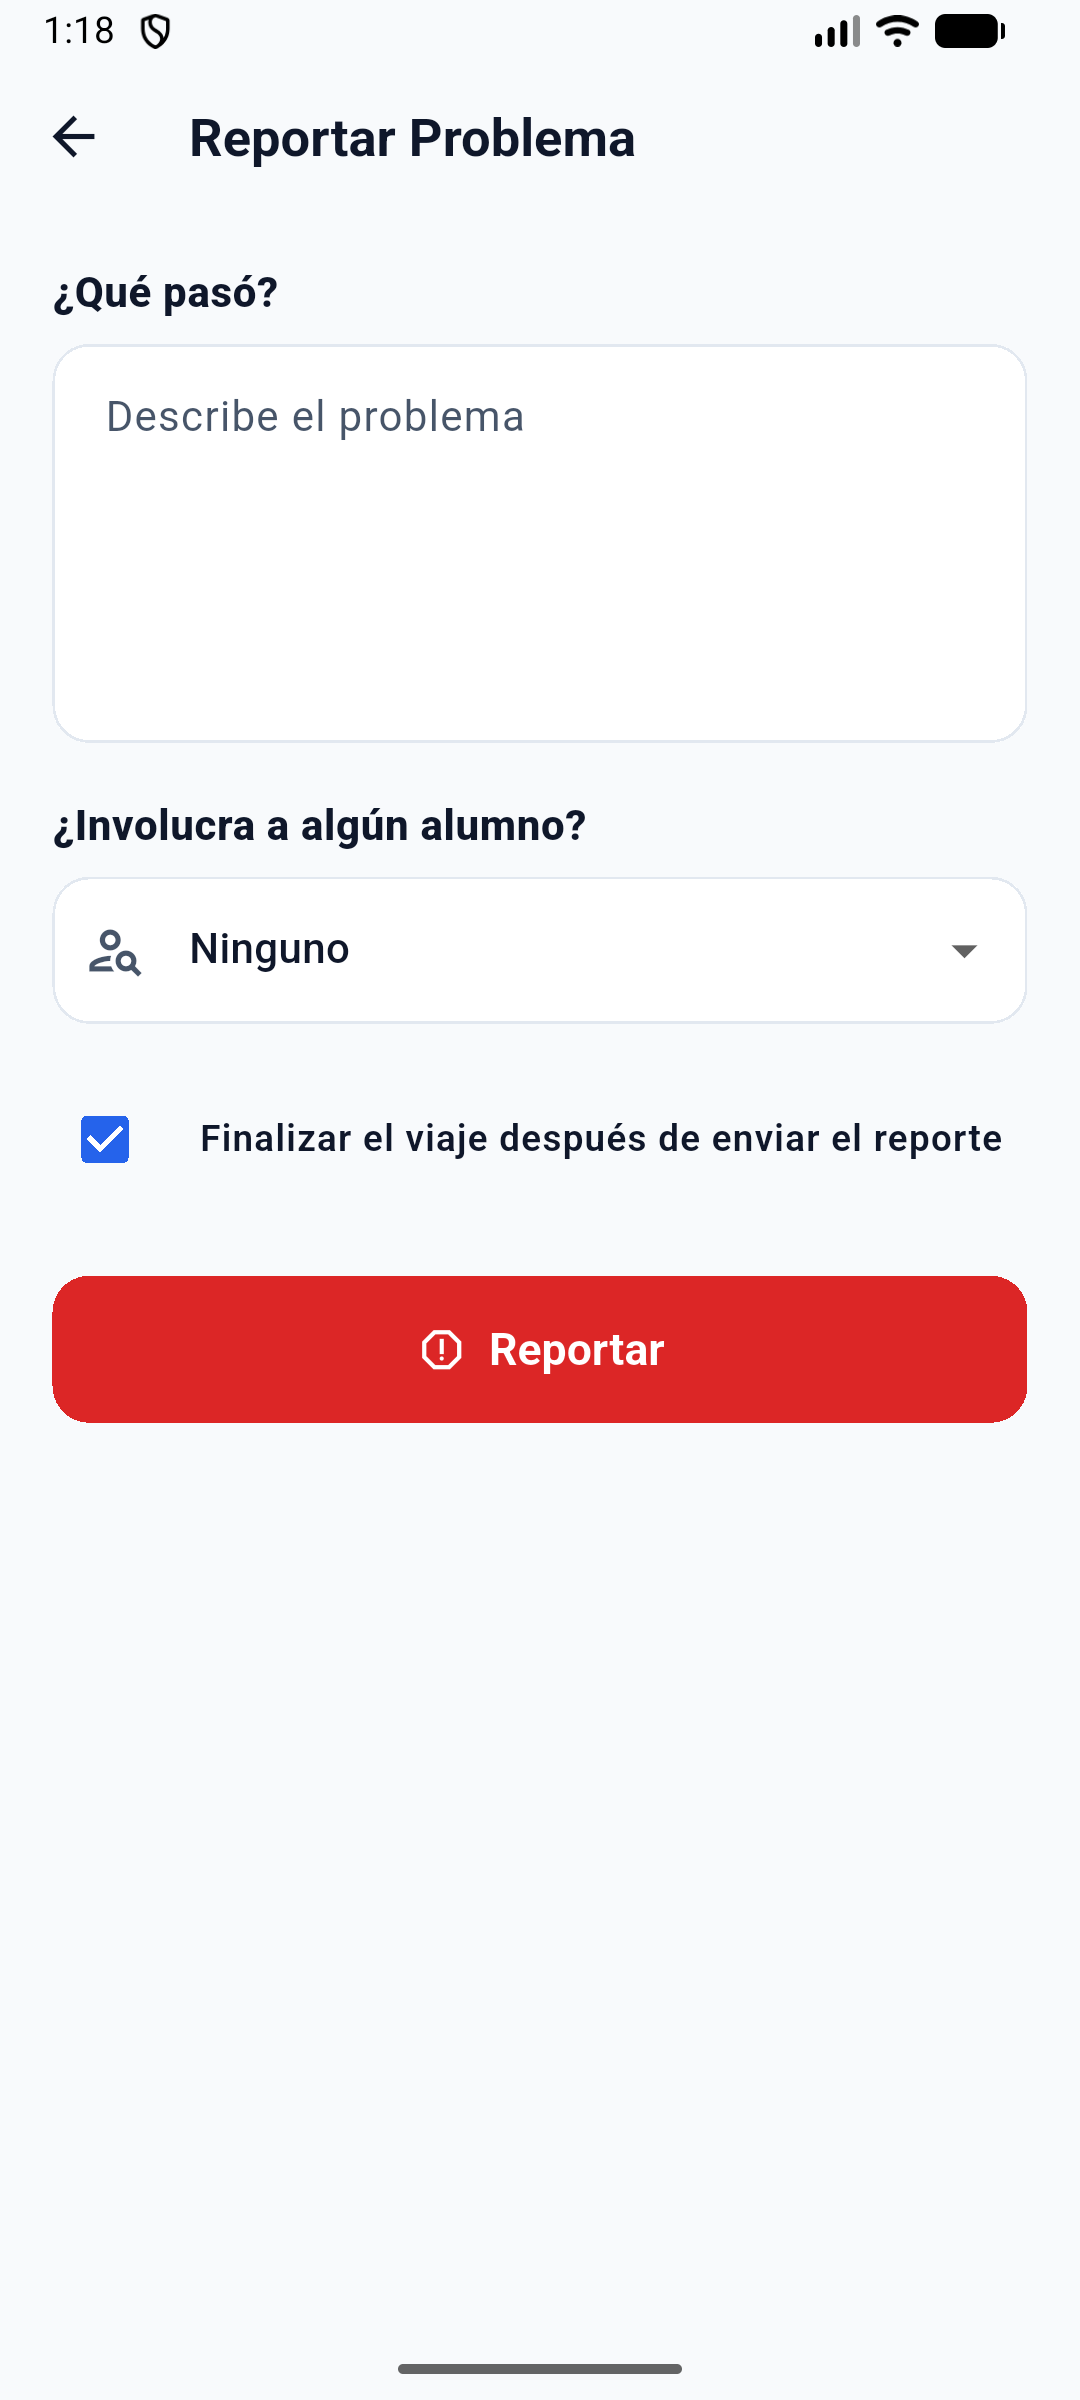 1:18
Reportar Problema
¿Qué pasó?
Describe el problema
¿Involucra a algún alumno?
Ninguno
Finalizar el viaje después de enviar el reporte
Reportar